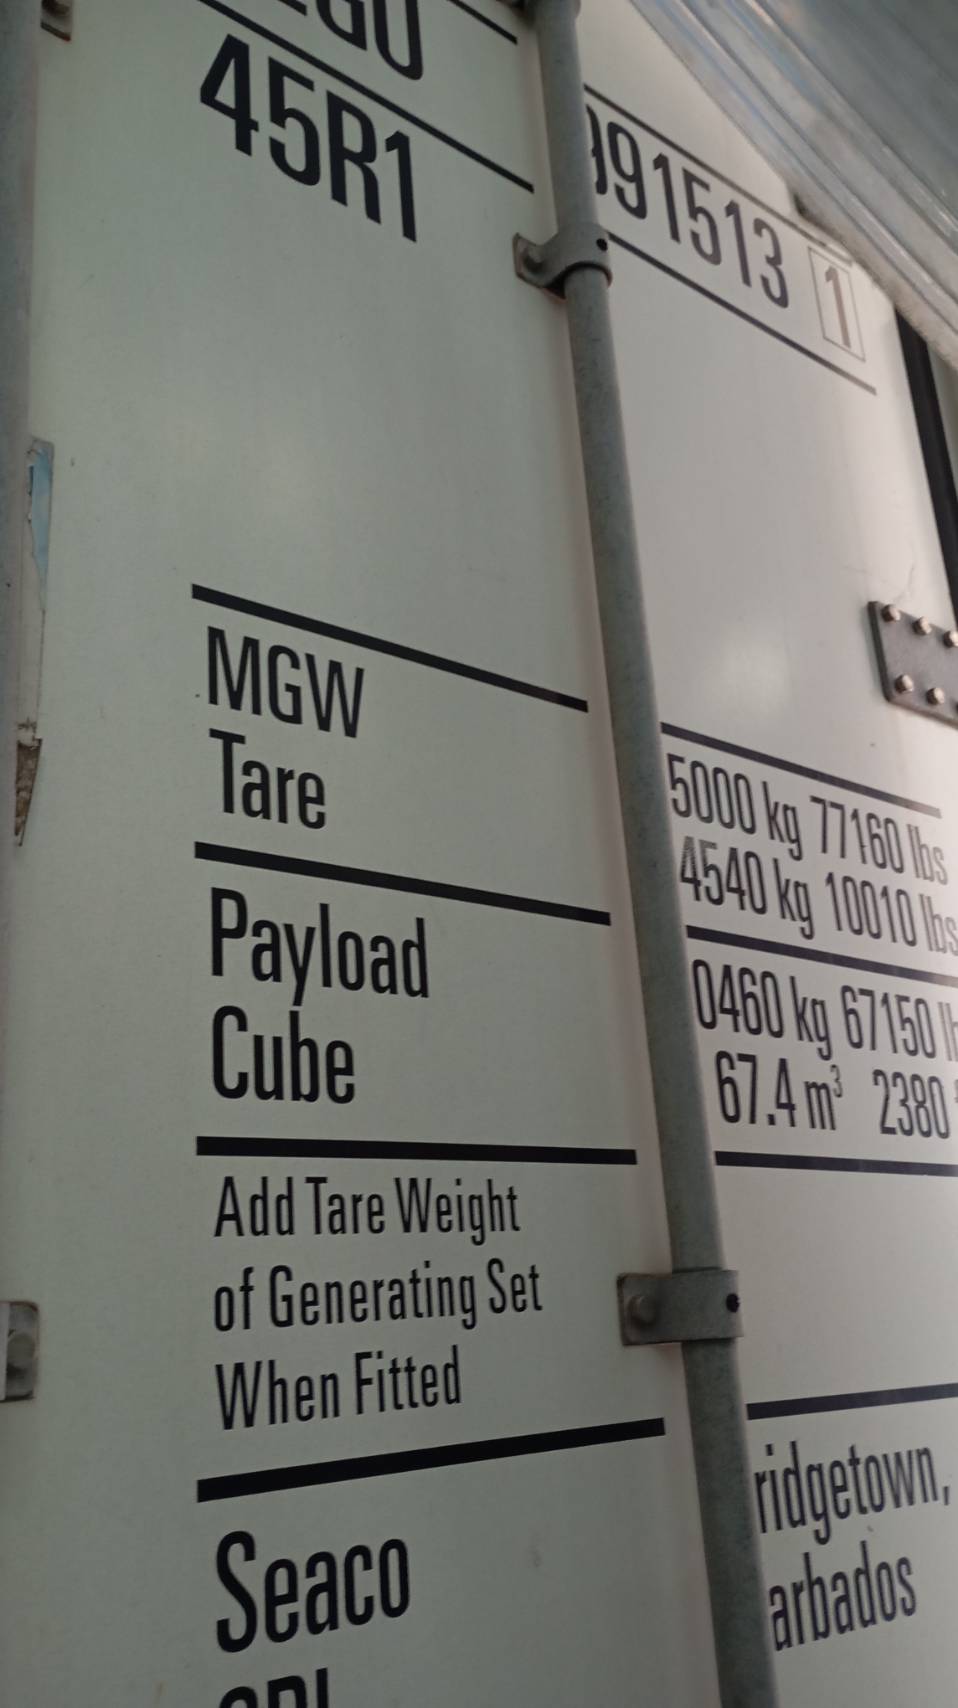 45R1
91513 1
MGW 5000 kg 77160 lbs
Tare 4540 kg 10010 lbs
Payload 0460 kg 67150
Cube 67.4 m³ 2380
Add Tare Weight
of Generating Set
When Fitted
Seaco ridgetown,
arbados